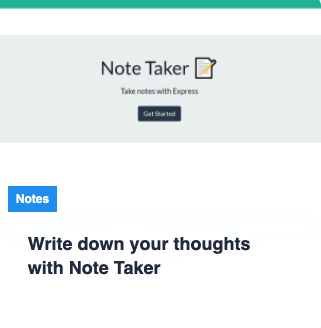 Note Taker
Take notes with Express
Get Started
Notes
Write down your thoughts
with Note Taker